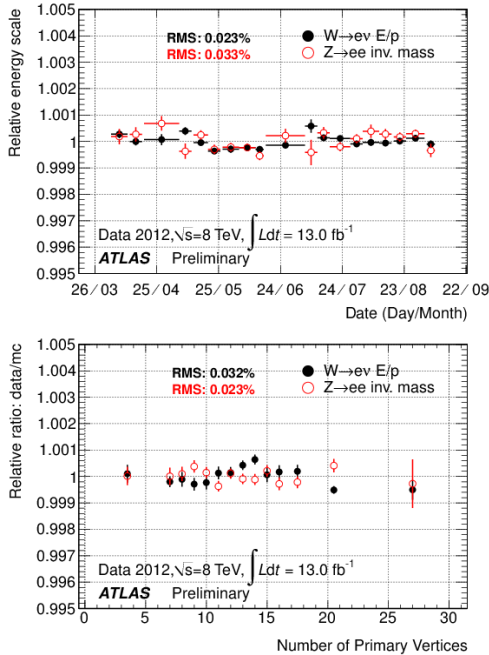 Relative energy scale
1.005
1.004
1.003
1.002
1.001
1
0.999
0.998
0.997
0.996
0.995
RMS: 0.023%
RMS: 0.033%
W→eν E/p
Z→ee inv. mass
Data 2012,√s=8 TeV, ∫Ldt = 13.0 fb⁻¹
ATLAS Preliminary
26/03 25/04 25/05 24/06 24/07 23/08 22/09
Date (Day/Month)
Relative ratio: data/mc
1.005
1.004
1.003
1.002
1.001
1
0.999
0.998
0.997
0.996
0.995
RMS: 0.032%
RMS: 0.023%
W→eν E/p
Z→ee inv. mass
Data 2012,√s=8 TeV, ∫Ldt = 13.0 fb⁻¹
ATLAS Preliminary
0 5 10 15 20 25 30
Number of Primary Vertices